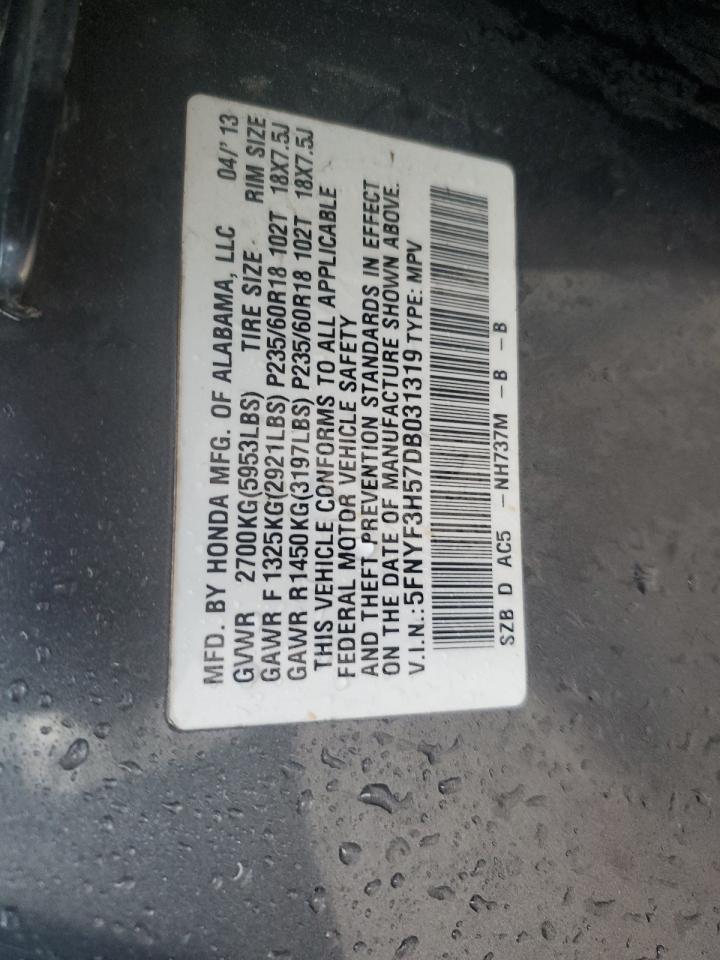 MFD. BY HONDA MFG. OF ALABAMA, LLC 04/'13
GVWR 2700KG(5953LBS) TIRE SIZE RIM SIZE
GAWR F 1325KG(2921LBS) P235/60R18 102T 18X7.5J
GAWR R1450KG(3197LBS) P235/60R18 102T 18X7.5J
THIS VEHICLE CONFORMS TO ALL APPLICABLE
FEDERAL MOTOR VEHICLE SAFETY
AND THEFT PREVENTION STANDARDS IN EFFECT
ON THE DATE OF MANUFACTURE SHOWN ABOVE.
V.I.N.:5FNYF3H57DB031319 TYPE: MPV
SZB D AC5 -NH737M -B -B